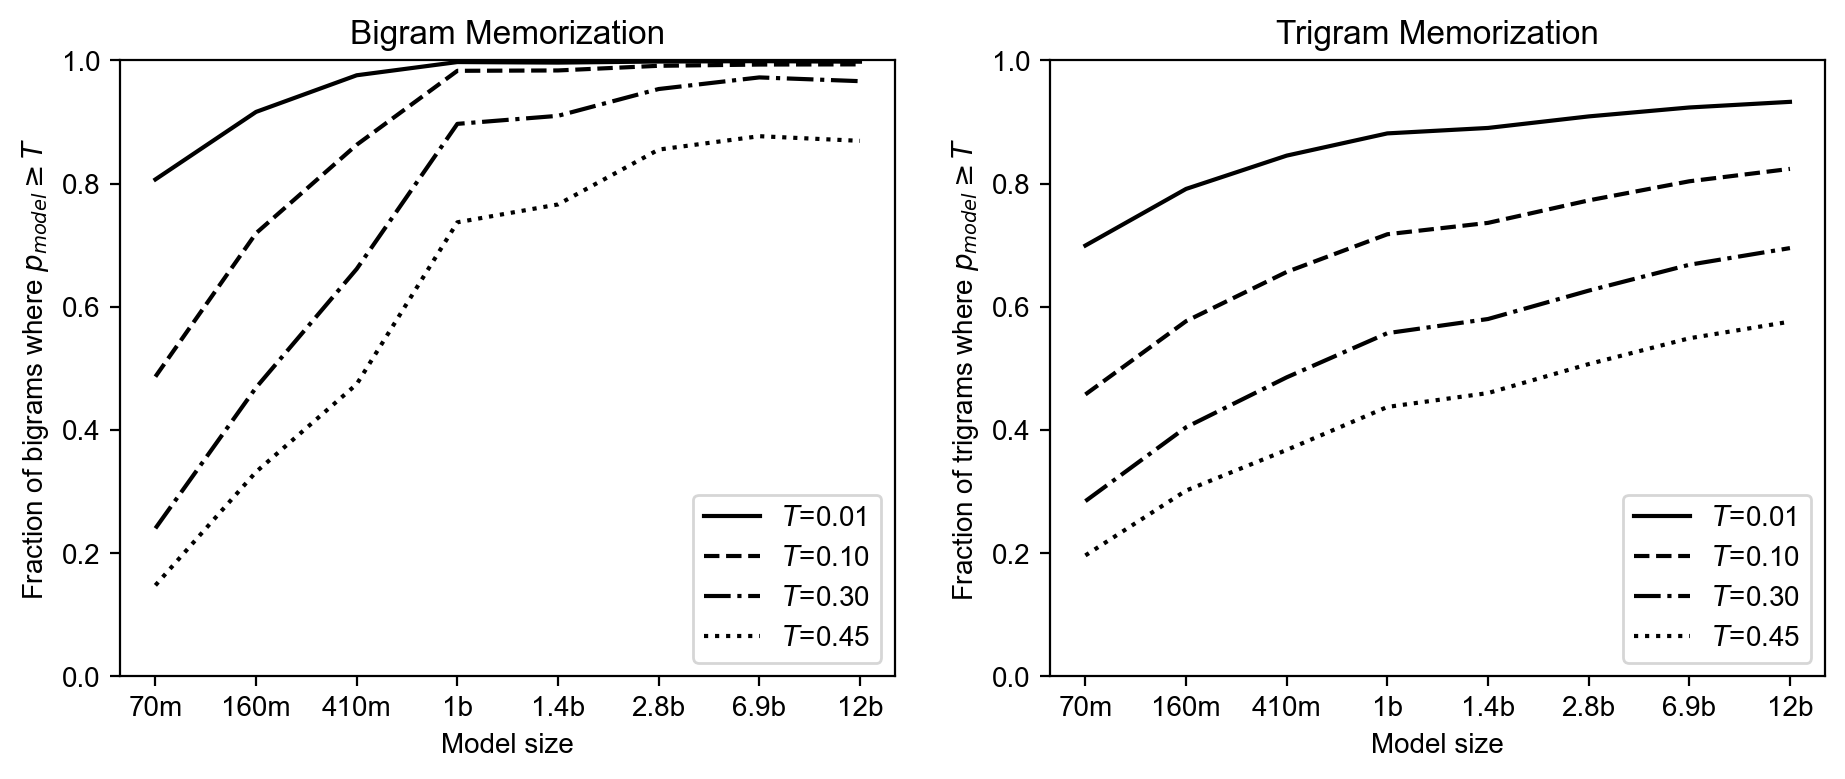 Bigram Memorization
Fraction of bigrams where p_model ≥ T
1.0
0.8
0.6
0.4
0.2
0.0
T=0.01
T=0.10
T=0.30
T=0.45
70m 160m 410m 1b 1.4b 2.8b 6.9b 12b
Model size
Trigram Memorization
Fraction of trigrams where p_model ≥ T
1.0
0.8
0.6
0.4
0.2
0.0
T=0.01
T=0.10
T=0.30
T=0.45
70m 160m 410m 1b 1.4b 2.8b 6.9b 12b
Model size